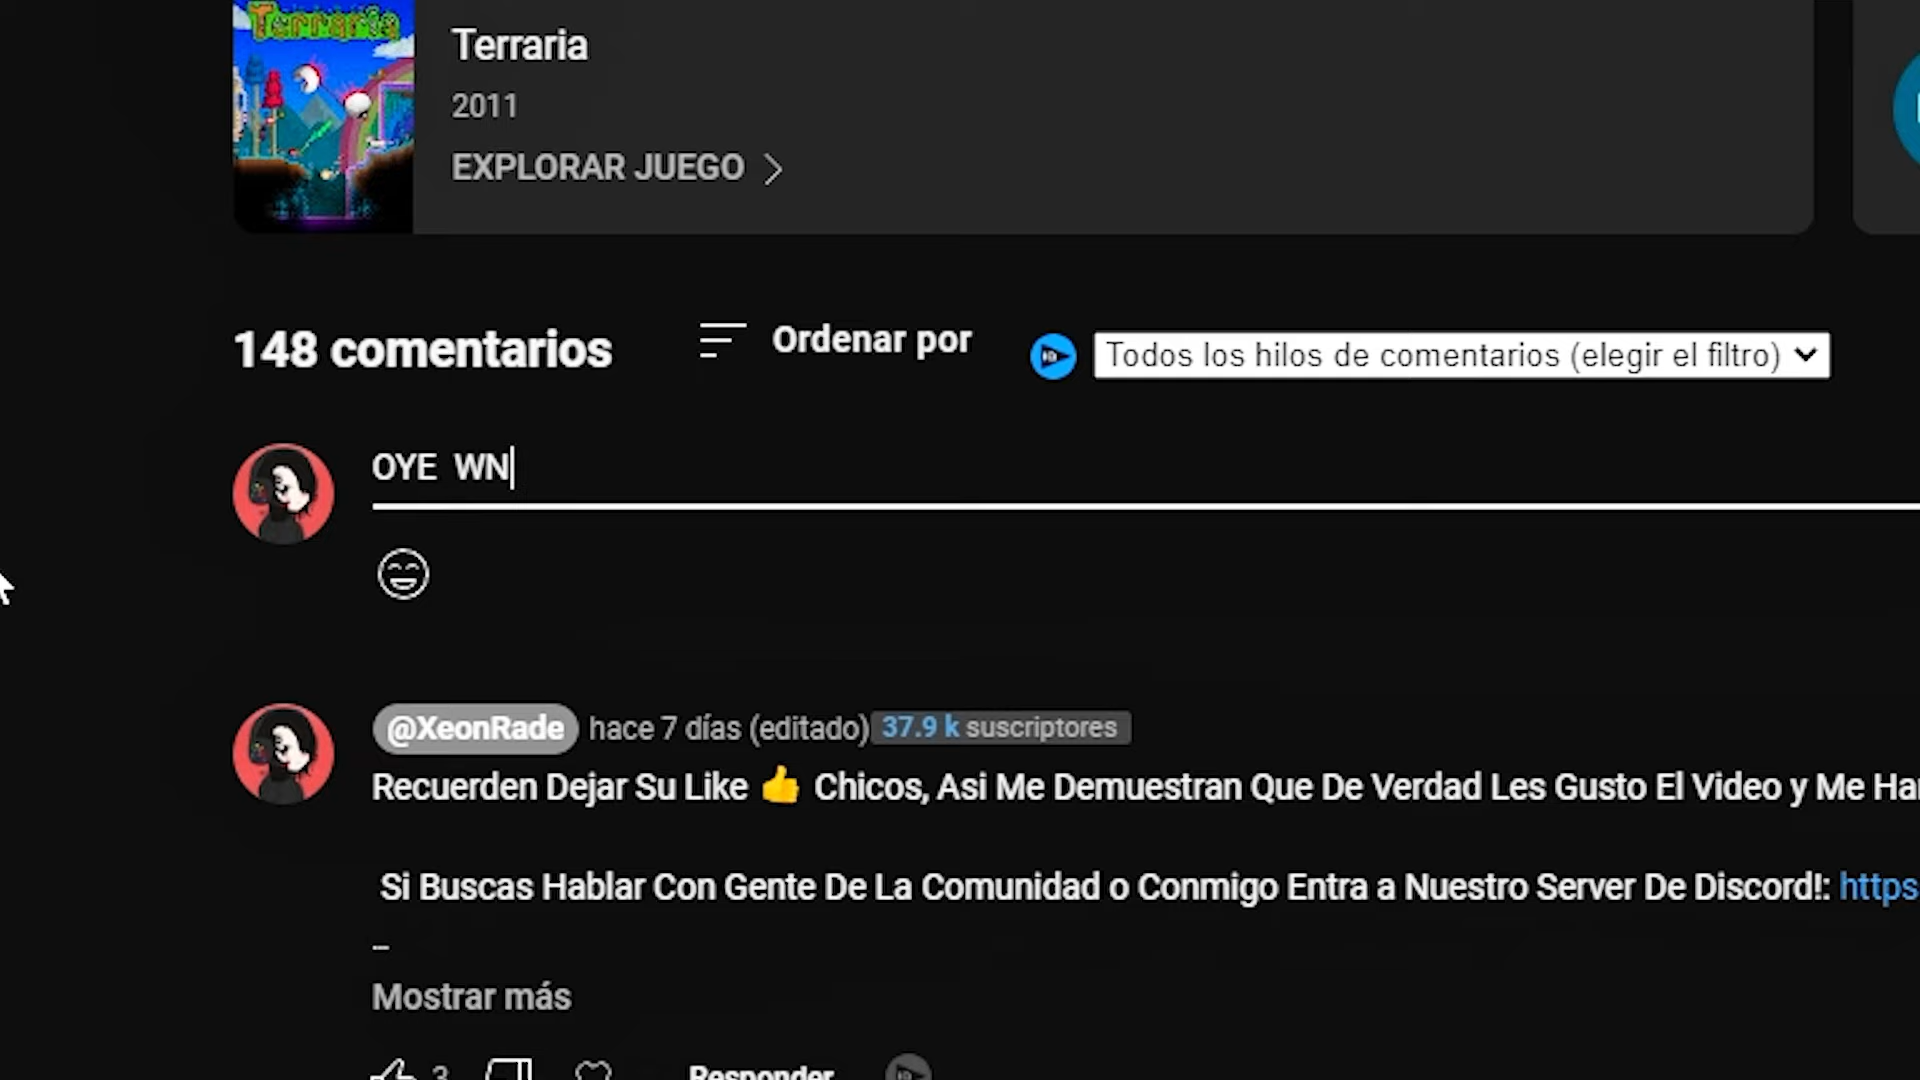 Terraria
Terraria
2011
EXPLORAR JUEGO
148 comentarios
Ordenar por
Todos los hilos de comentarios (elegir el filtro)
OYE  WN
@XeonRade hace 7 días (editado) 37.9 k suscriptores
Recuerden Dejar Su Like 👍 Chicos, Asi Me Demuestran Que De Verdad Les Gusto El Video y Me Ha
Si Buscas Hablar Con Gente De La Comunidad o Conmigo Entra a Nuestro Server De Discord!: https
--
Mostrar más
3 Responder